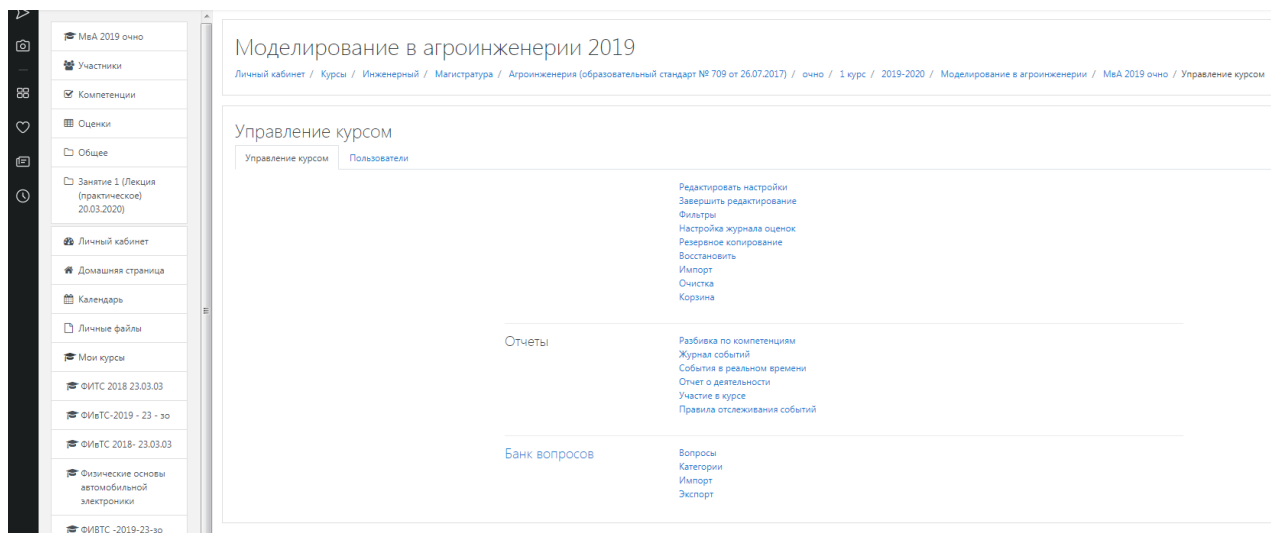 МвА 2019 очно
Участники
Компетенции
Оценки
Общее
Занятие 1 (Лекция
(практическое)
20.03.2020)
Личный кабинет
Домашняя страница
Календарь
Личные файлы
Мои курсы
ФИТС 2018 23.03.03
ФИвТС-2019 - 23 - зо
ФИвТС 2018- 23.03.03
Физические основы
автомобильной
электроники
ФИВТС -2019-23-зо
Моделирование в агроинженерии 2019
Личный кабинет / Курсы / Инженерный / Магистратура / Агроинженерия (образовательный стандарт № 709 от 26.07.2017) / очно / 1 курс / 2019-2020 / Моделирование в агроинженерии / МвА 2019 очно / Управление курсом
Управление курсом
Управление курсом Пользователи
Редактировать настройки
Завершить редактирование
Фильтры
Настройка журнала оценок
Резервное копирование
Восстановить
Импорт
Очистка
Корзина
Отчеты
Разбивка по компетенциям
Журнал событий
События в реальном времени
Отчет о деятельности
Участие в курсе
Правила отслеживания событий
Банк вопросов
Вопросы
Категории
Импорт
Экспорт